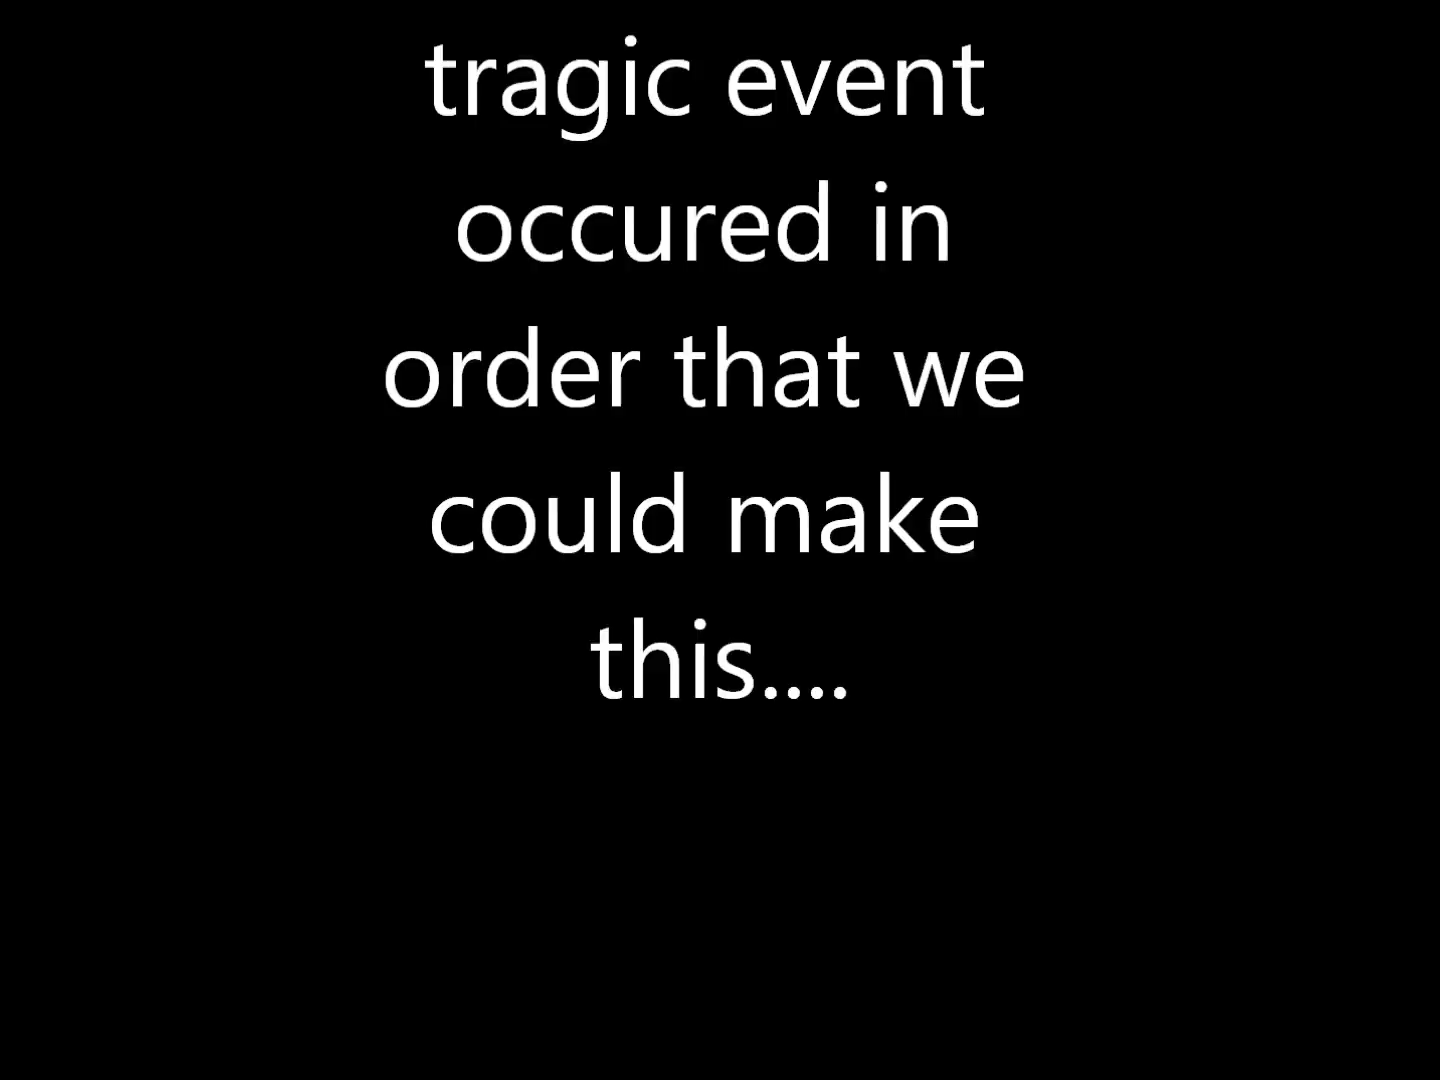 tragic event
occured in
order that we
could make
this....